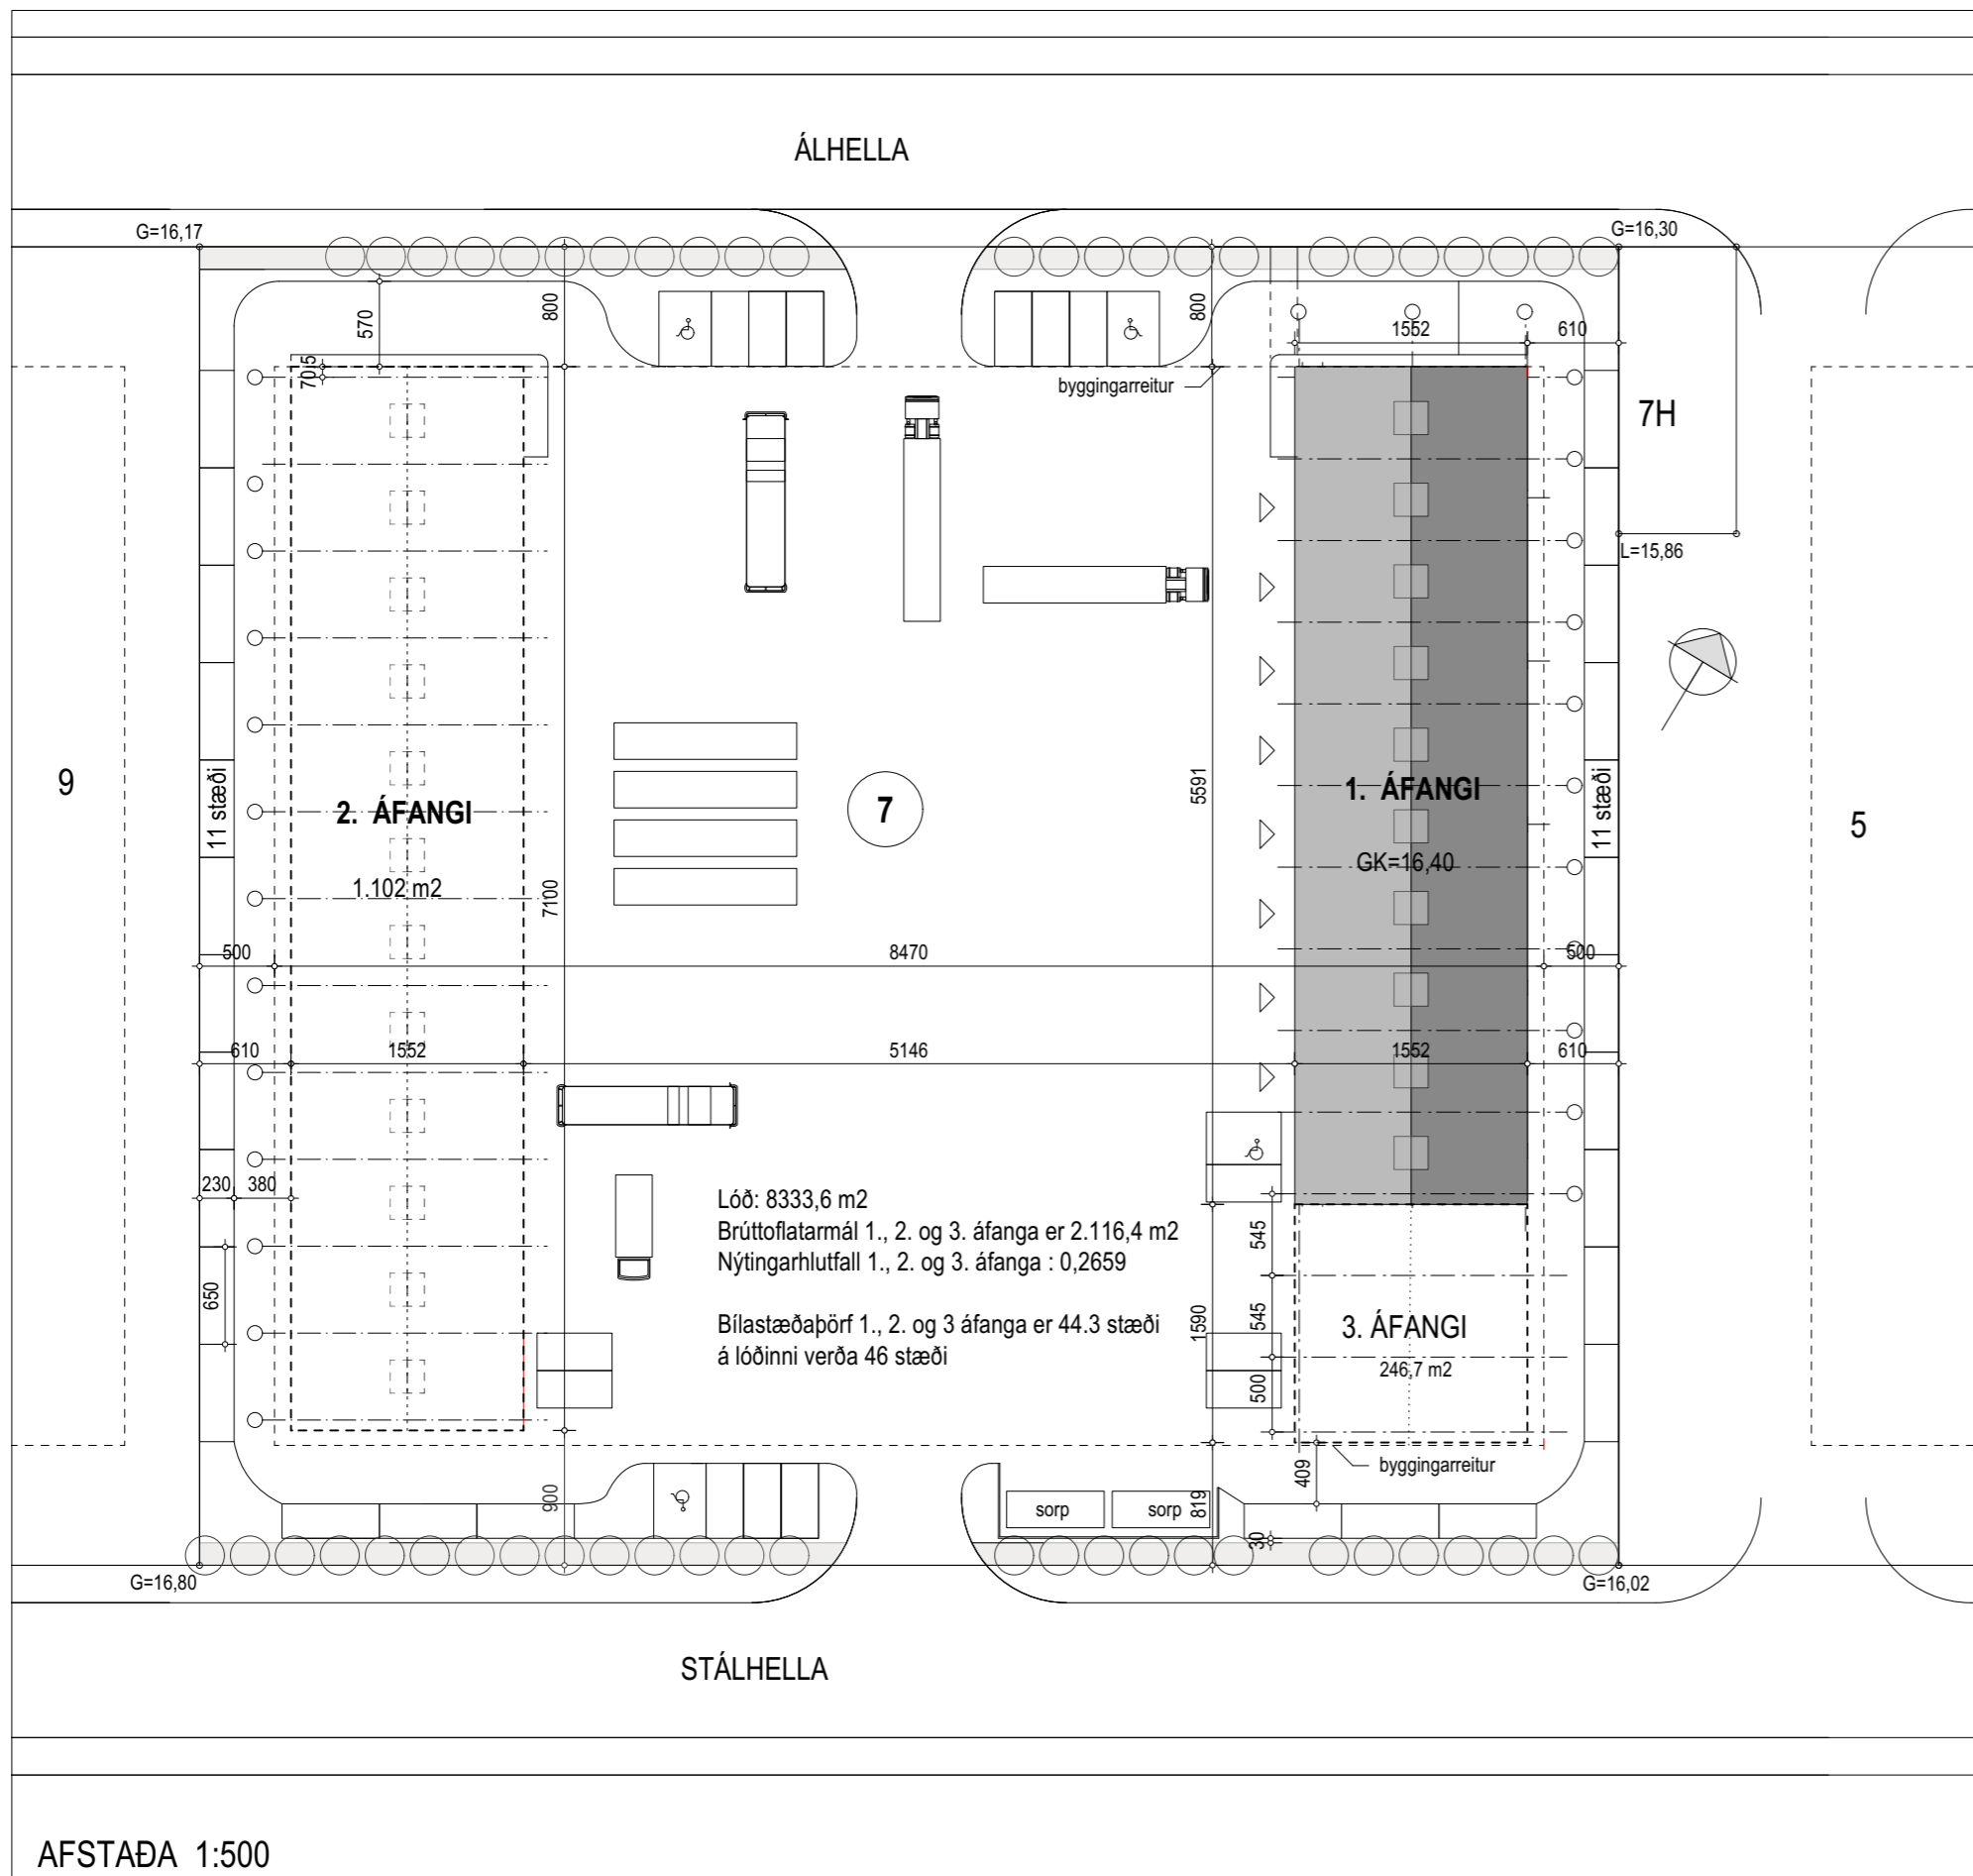 ÁLHELLA
G=16,17
G=16,30
570
800
800
1552
610
70,5
byggingarreitur
7H
L=15,86
9
11 stæði
2. ÁFANGI
1.102 m2
7
5591
7100
1. ÁFANGI
GK=16,40
11 stæði
5
500
8470
500
610
1552
5146
1552
610
230
380
650
Lóð: 8333,6 m2
Brúttoflatarmál 1., 2. og 3. áfanga er 2.116,4 m2
Nýtingarhlutfall 1., 2. og 3. áfanga : 0,2659
Bílastæðaþörf 1., 2. og 3 áfanga er 44.3 stæði
á lóðinni verða 46 stæði
545
545
1590
500
3. ÁFANGI
246,7 m2
409
byggingarreitur
900
sorp
sorp
819
30
G=16,80
G=16,02
STÁLHELLA
AFSTAÐA 1:500